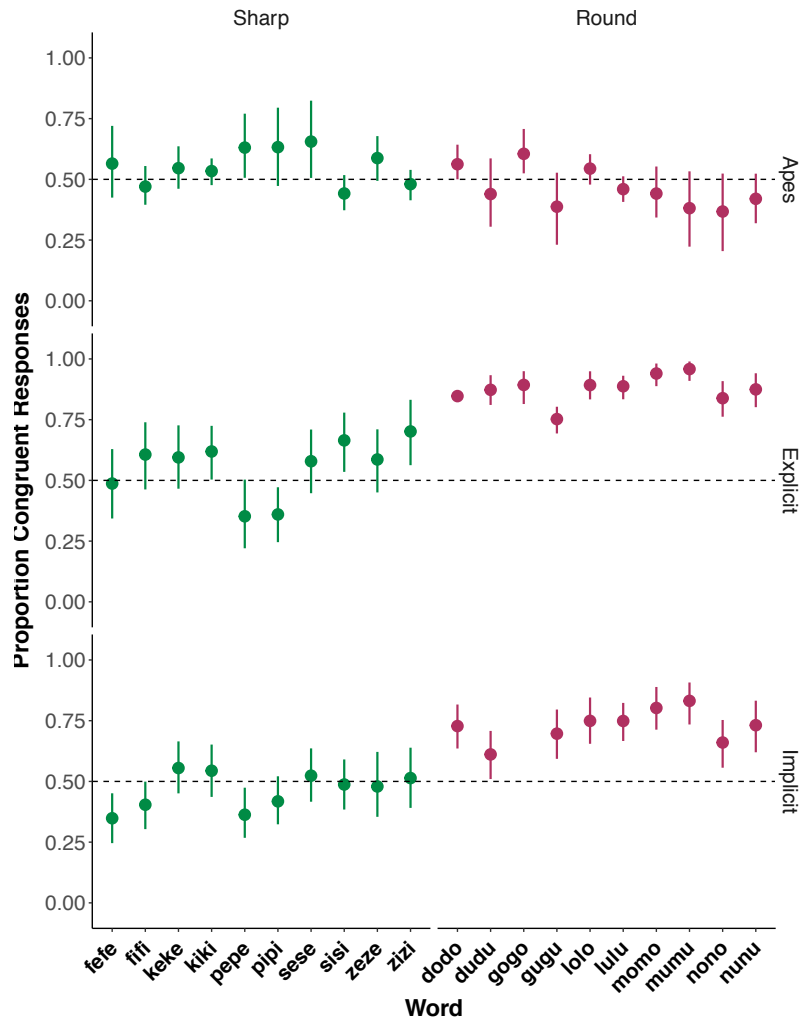 Sharp
Round
1.00
0.75
0.50
0.25
0.00
Apes
1.00
0.75
0.50
0.25
0.00
Explicit
1.00
0.75
0.50
0.25
0.00
Implicit
Proportion Congruent Responses
fefe
fifi
keke
kiki
pepe
pipi
sese
sisi
zeze
zizi
dodo
dudu
gogo
gugu
lolo
lulu
momo
mumu
nono
nunu
Word